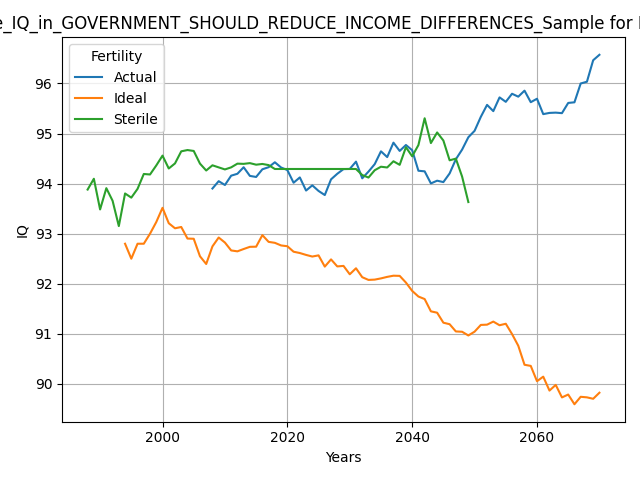 e_IQ_in_GOVERNMENT_SHOULD_REDUCE_INCOME_DIFFERENCES_Sample for
Fertility
Actual
Ideal
Sterile
96
95
94
93
92
91
90
IQ
2000 2020 2040 2060
Years